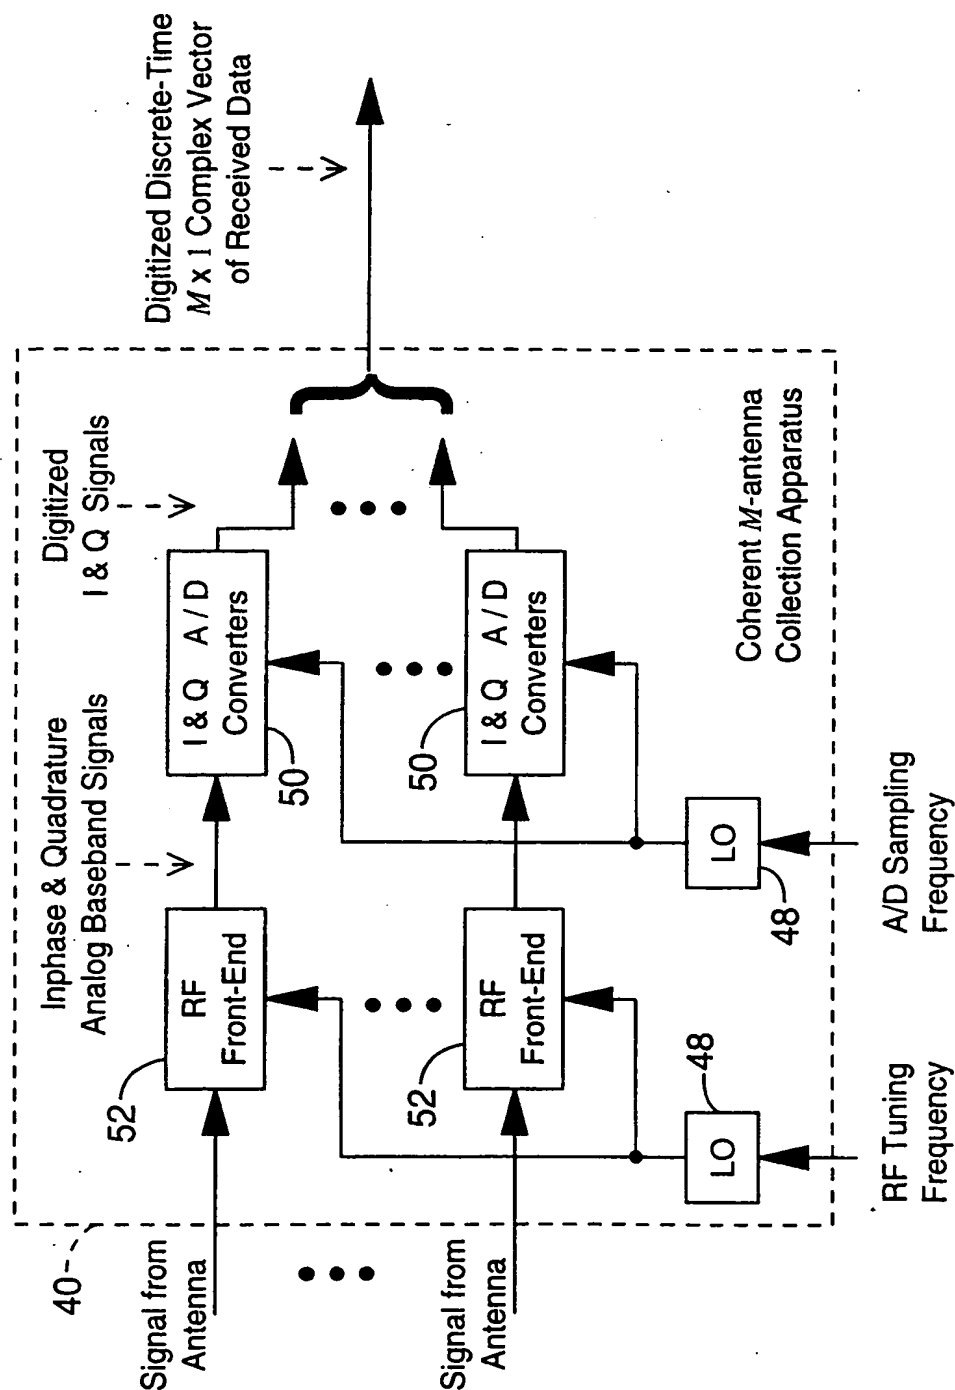 40
Signal from
Antenna
Signal from
Antenna
52
RF
Front-End
52
RF
Front-End
Inphase & Quadrature
Analog Baseband Signals
50
I & Q A / D
Converters
50
I & Q A / D
Converters
Digitized
I & Q Signals
Digitized Discrete-Time
M x 1 Complex Vector
of Received Data
LO
48
RF Tuning
Frequency
LO
48
A/D Sampling
Frequency
Coherent M-antenna
Collection Apparatus